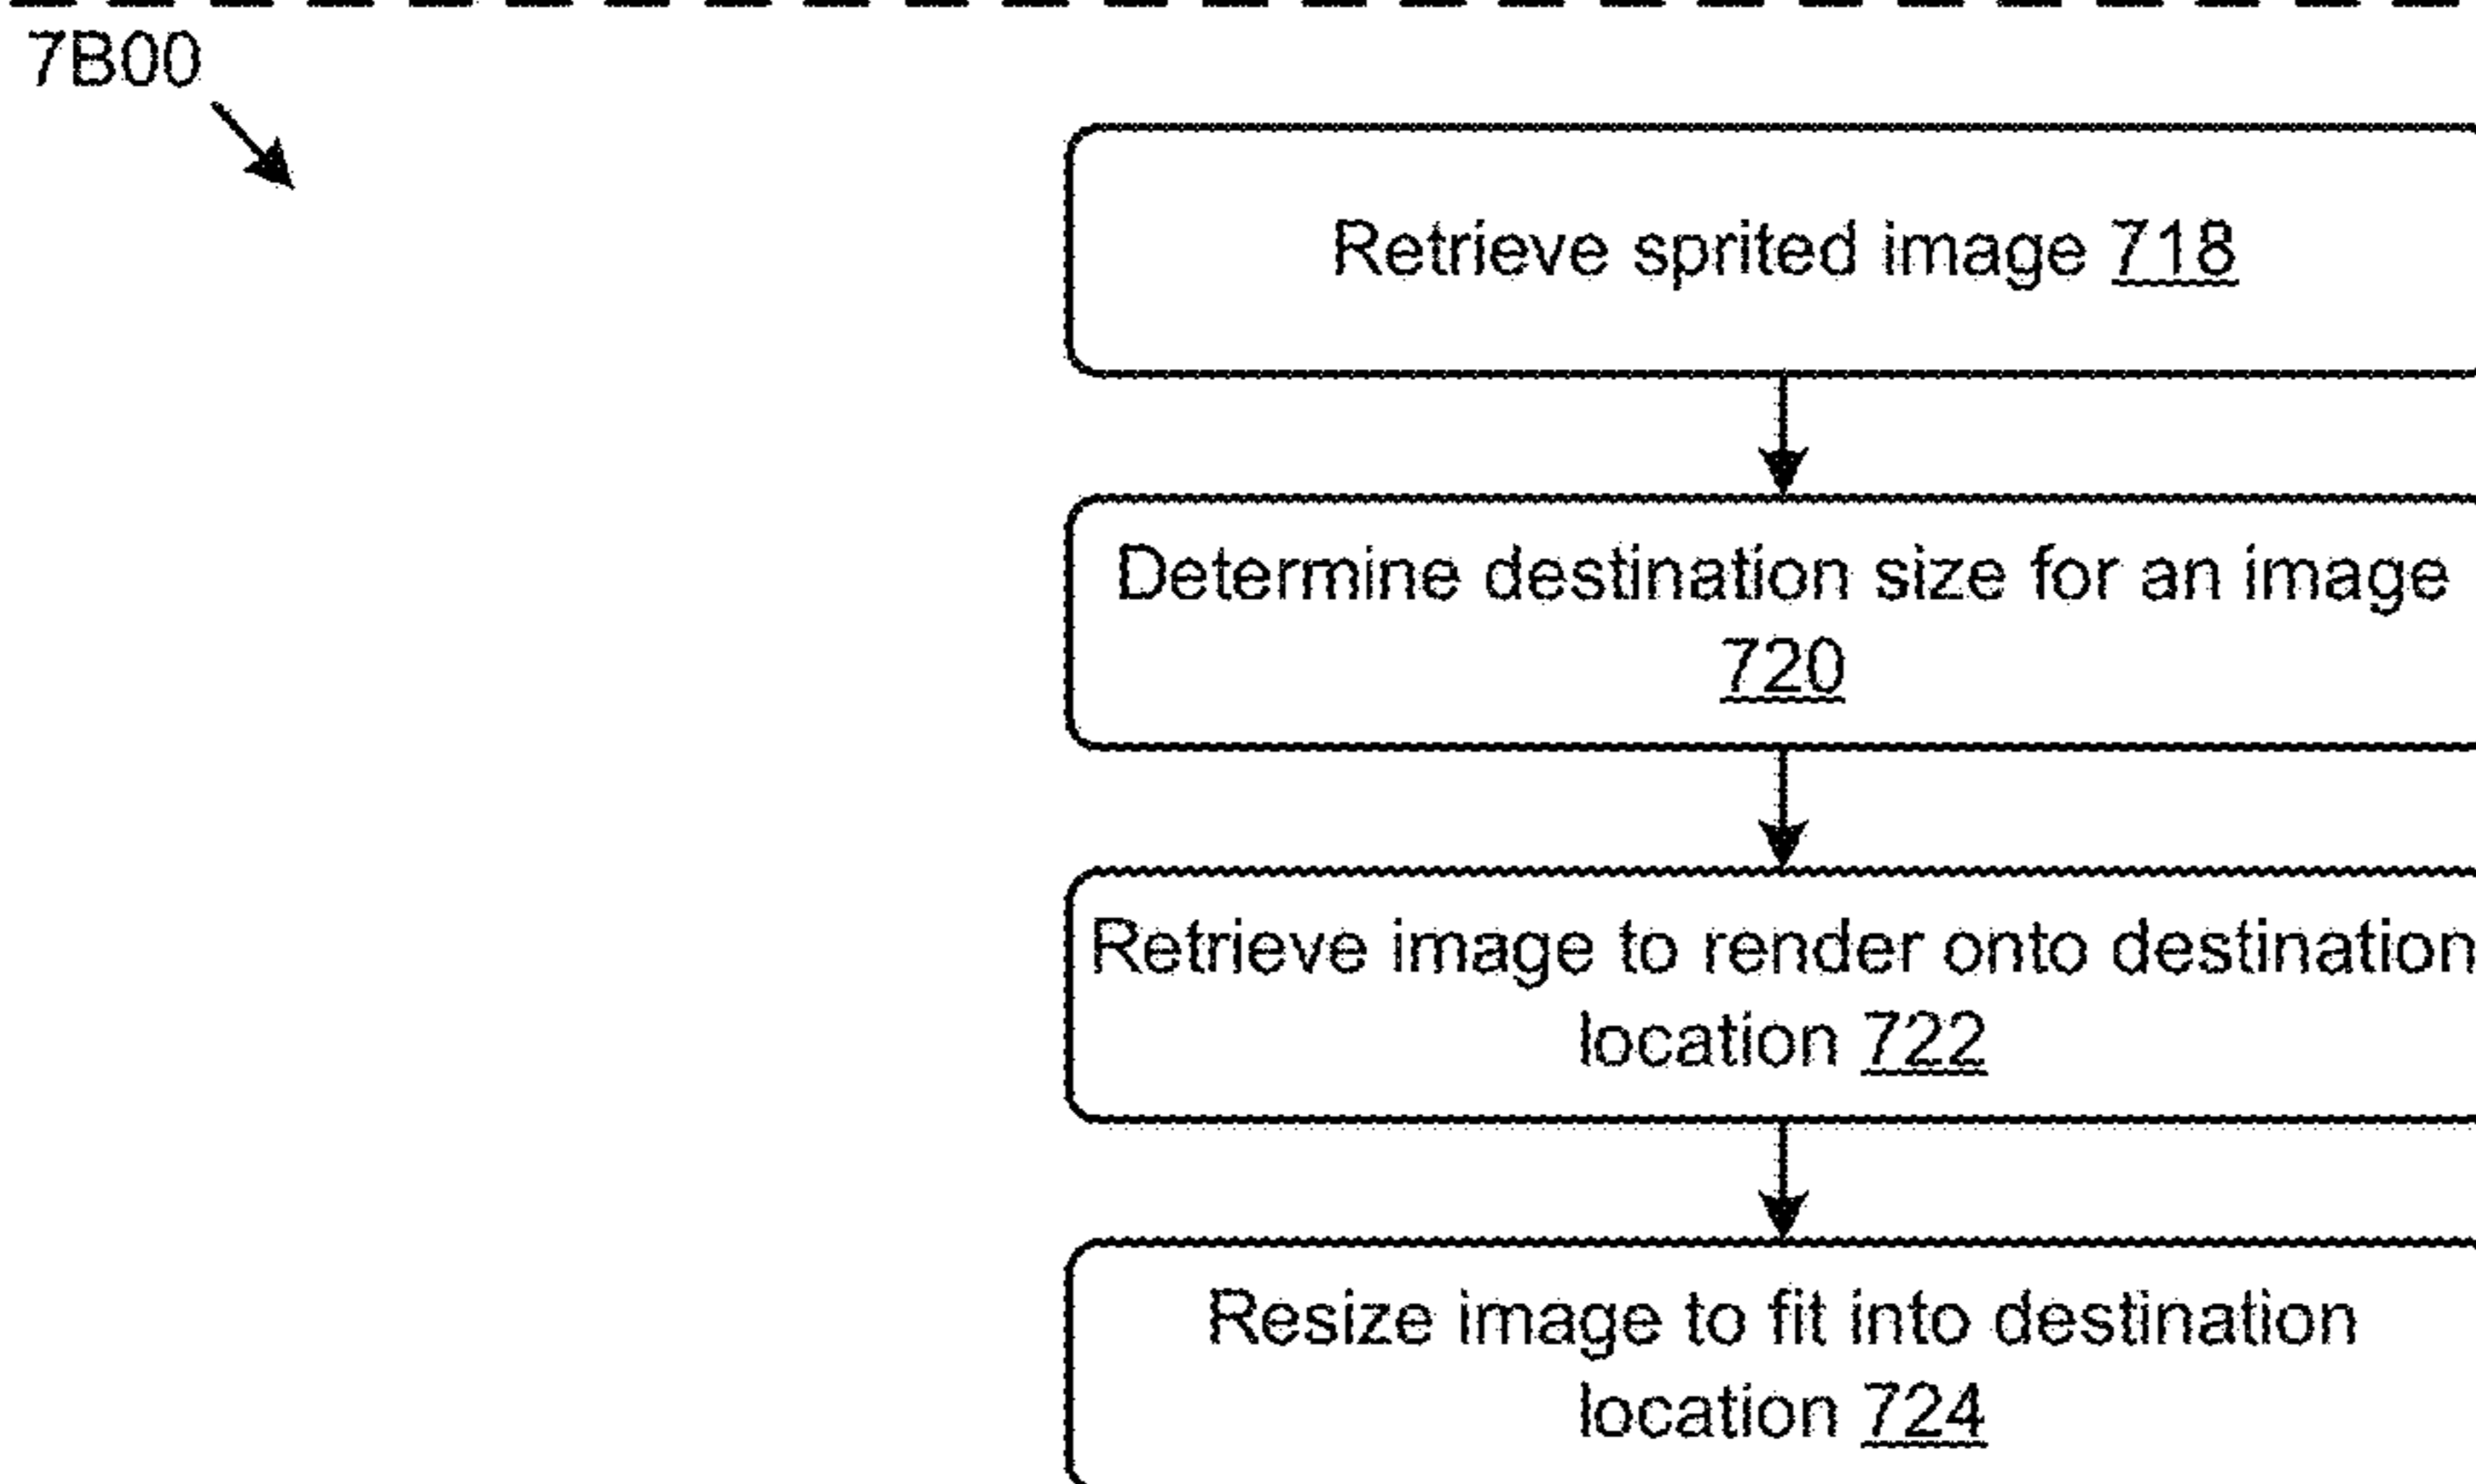 7B00
Retrieve sprited image 718
Determine destination size for an image
720
Retrieve image to render onto destination
location 722
Resize image to fit into destination
location 724